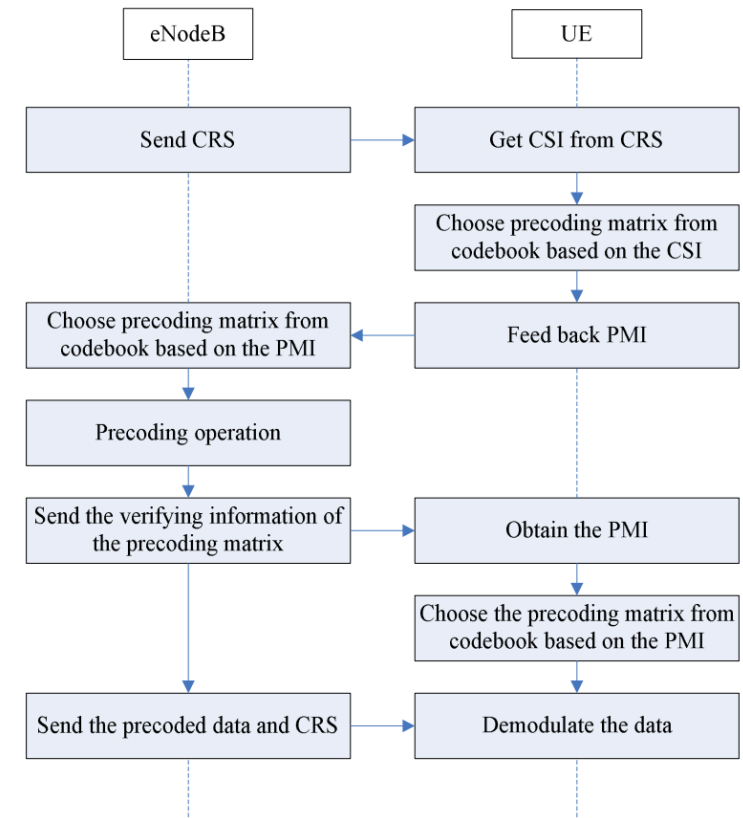 eNodeB
UE
Send CRS
Get CSI from CRS
Choose precoding matrix from
codebook based on the CSI
Choose precoding matrix from
codebook based on the PMI
Feed back PMI
Precoding operation
Send the verifying information of
the precoding matrix
Obtain the PMI
Choose the precoding matrix from
codebook based on the PMI
Send the precoded data and CRS
Demodulate the data